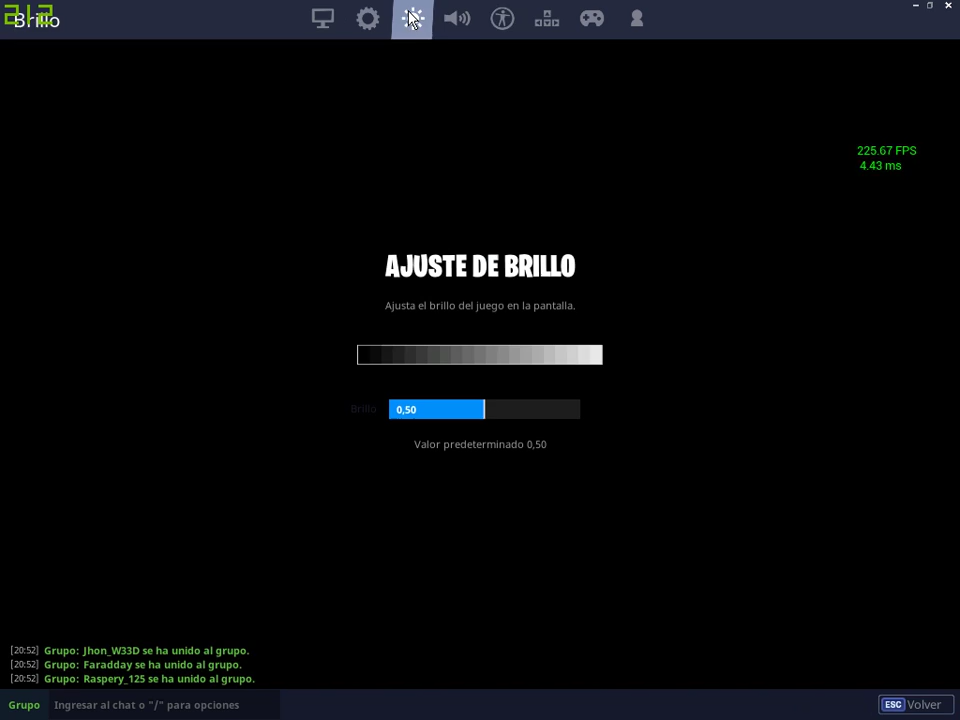 212
Brillo
225.67 FPS
4.43 ms
AJUSTE DE BRILLO
Ajusta el brillo del juego en la pantalla.
Brillo
0,50
Valor predeterminado 0,50
[20:52] Grupo: Jhon_W33D se ha unido al grupo.
[20:52] Grupo: Faradday se ha unido al grupo.
[20:52] Grupo: Raspery_125 se ha unido al grupo.
Grupo Ingresar al chat o "/" para opciones
ESC Volver